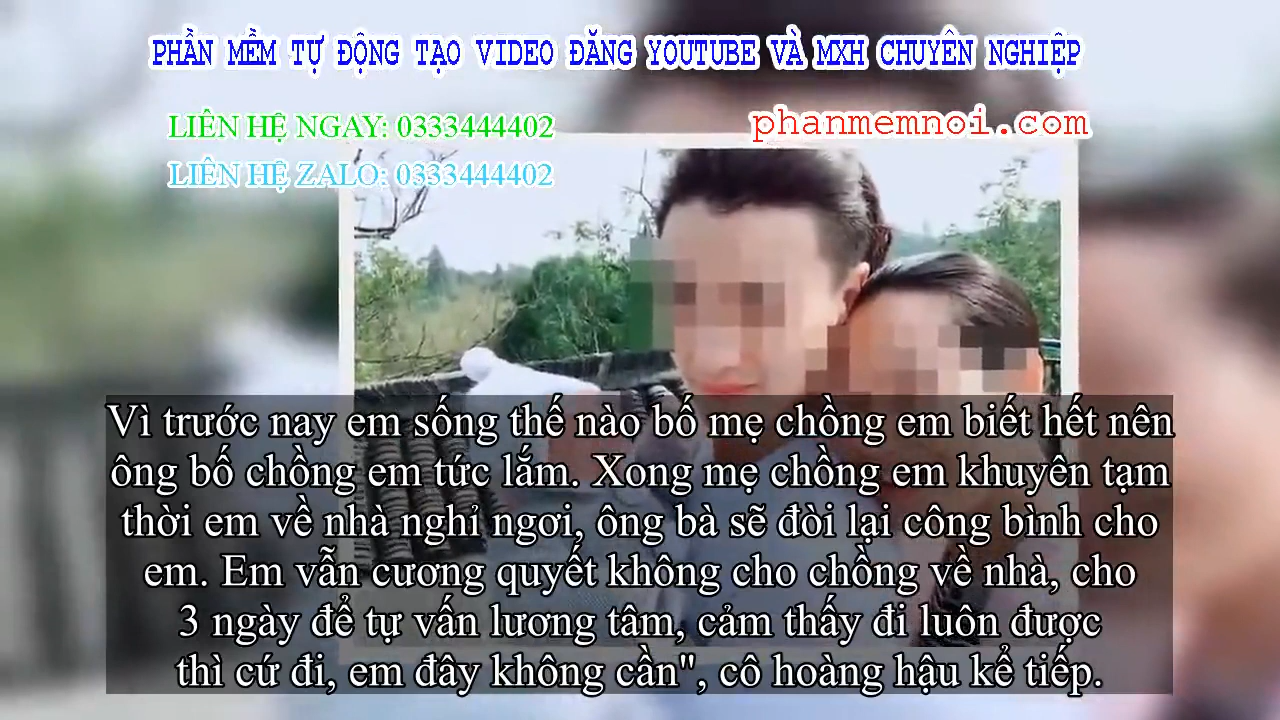 PHẦN MỀM TỰ ĐỘNG TẠO VIDEO ĐĂNG YOUTUBE VÀ MXH CHUYÊN NGHIỆP
LIÊN HỆ NGAY: 0333444402
phanmemnoi.com
LIÊN HỆ ZALO: 0333444402
Vì trước nay em sống thế nào bố mẹ chồng em biết hết nên
ông bố chồng em tức lắm. Xong mẹ chồng em khuyên tạm
thời em về nhà nghỉ ngơi, ông bà sẽ đòi lại công bình cho
em. Em vẫn cương quyết không cho chồng về nhà, cho
3 ngày để tự vấn lương tâm, cảm thấy đi luôn được
thì cứ đi, em đây không cần", cô hoàng hậu kể tiếp.